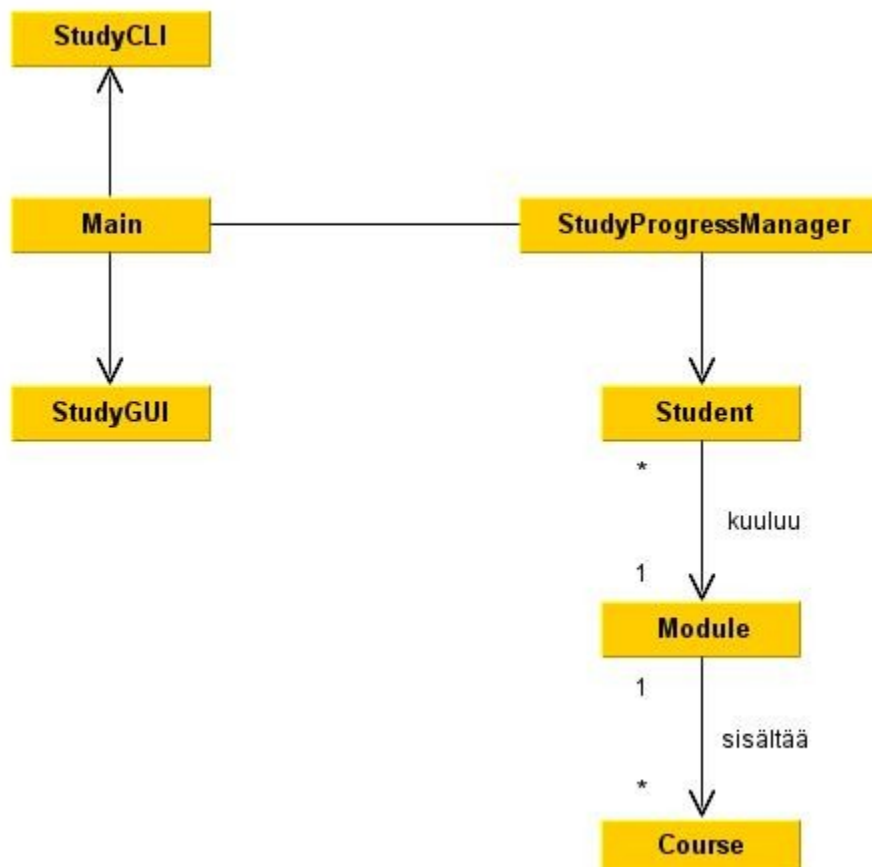 StudyCLI
Main
StudyProgressManager
StudyGUI
Student
*
kuuluu
1
Module
1
sisältää
*
Course